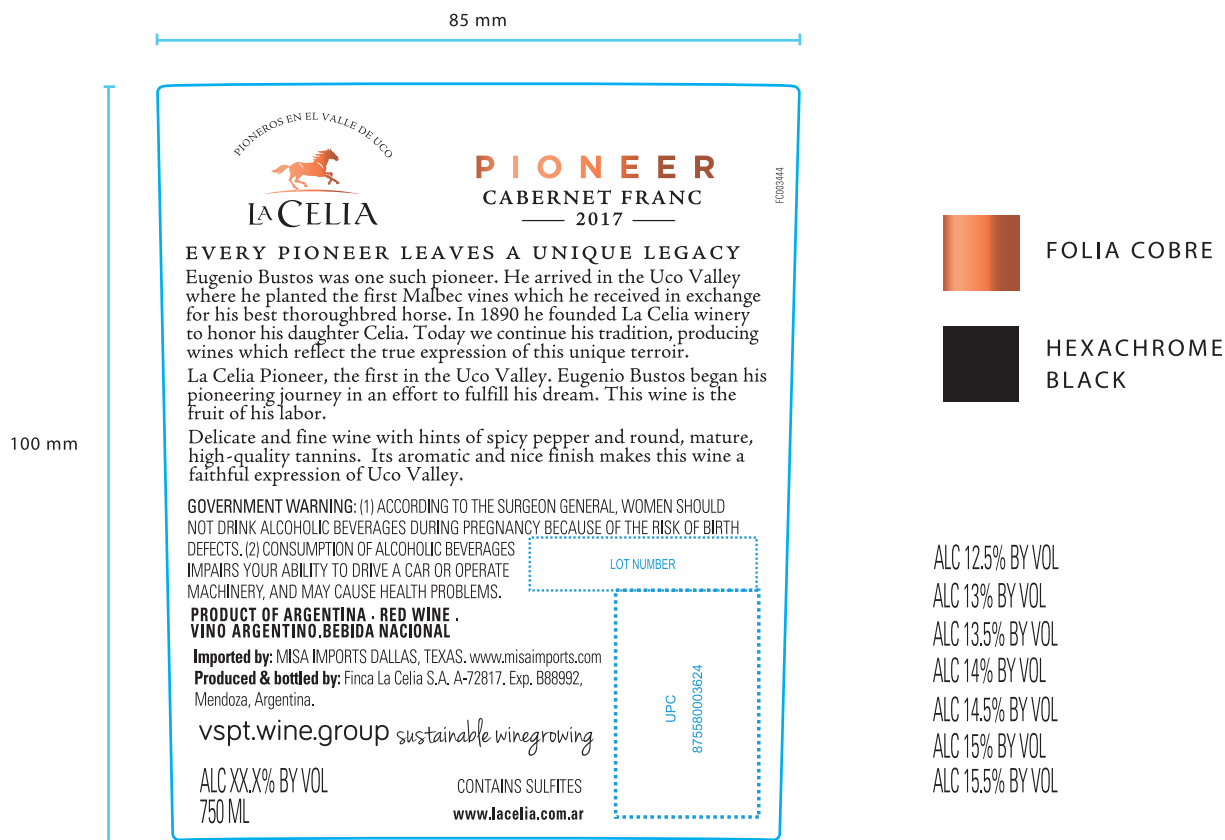 85 mm
100 mm
PIONEROS EN EL VALLE DE UCO
LA CELIA
PIONEER
CABERNET FRANC
2017
FC003444
EVERY PIONEER LEAVES A UNIQUE LEGACY
Eugenio Bustos was one such pioneer. He arrived in the Uco Valley
where he planted the first Malbec vines which he received in exchange
for his best thoroughbred horse. In 1890 he founded La Celia winery
to honor his daughter Celia. Today we continue his tradition, producing
wines which reflect the true expression of this unique terroir.
La Celia Pioneer, the first in the Uco Valley. Eugenio Bustos began his
pioneering journey in an effort to fulfill his dream. This wine is the
fruit of his labor.
Delicate and fine wine with hints of spicy pepper and round, mature,
high-quality tannins. Its aromatic and nice finish makes this wine a
faithful expression of Uco Valley.
GOVERNMENT WARNING: (1) ACCORDING TO THE SURGEON GENERAL, WOMEN SHOULD
NOT DRINK ALCOHOLIC BEVERAGES DURING PREGNANCY BECAUSE OF THE RISK OF BIRTH
DEFECTS. (2) CONSUMPTION OF ALCOHOLIC BEVERAGES
IMPAIRS YOUR ABILITY TO DRIVE A CAR OR OPERATE
MACHINERY, AND MAY CAUSE HEALTH PROBLEMS.
LOT NUMBER
PRODUCT OF ARGENTINA . RED WINE .
VINO ARGENTINO.BEBIDA NACIONAL
Imported by: MISA IMPORTS DALLAS, TEXAS. www.misaimports.com
Produced & bottled by: Finca La Celia S.A. A-72817. Exp. B88992,
Mendoza, Argentina.
UPC
875580003624
vspt.wine.group sustainable winegrowing
ALC XX.X% BY VOL
750 ML
CONTAINS SULFITES
www.lacelia.com.ar
FOLIA COBRE
HEXACHROME
BLACK
ALC 12.5% BY VOL
ALC 13% BY VOL
ALC 13.5% BY VOL
ALC 14% BY VOL
ALC 14.5% BY VOL
ALC 15% BY VOL
ALC 15.5% BY VOL